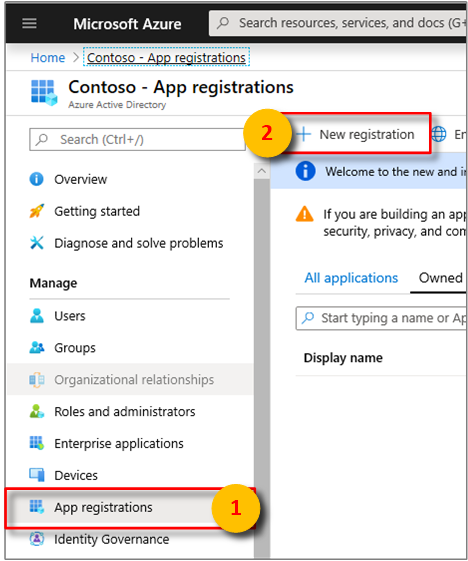 Microsoft Azure
Search resources, services, and docs (G+
Home > Contoso - App registrations
Contoso - App registrations
Azure Active Directory
Search (Ctrl+/)
2
New registration
En
Overview
Getting started
Diagnose and solve problems
Manage
Users
Groups
Organizational relationships
Roles and administrators
Enterprise applications
Devices
App registrations
1
Identity Governance
Welcome to the new and i
If you are building an app
security, privacy, and com
All applications
Owned
Start typing a name or Ap
Display name